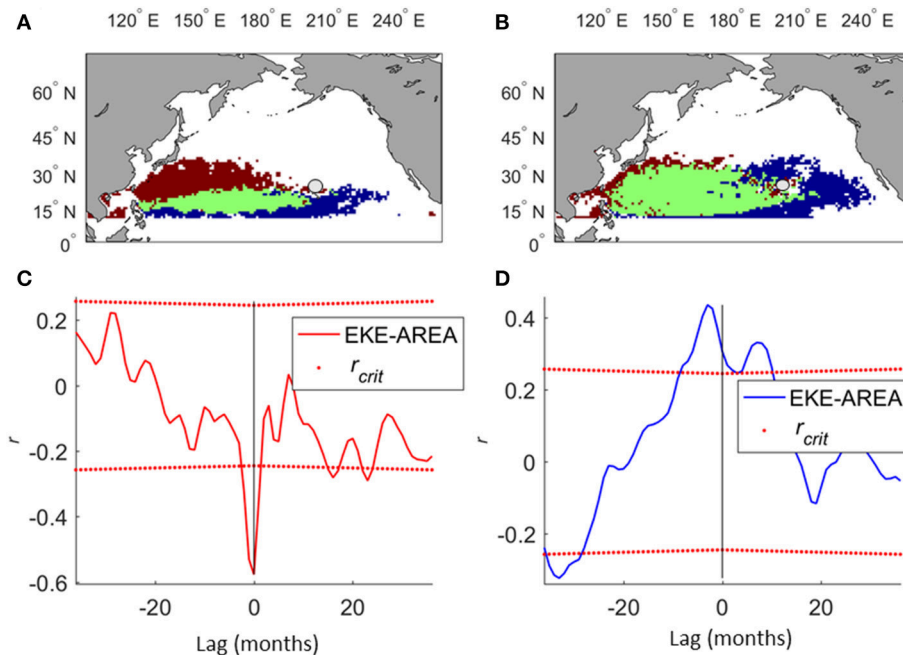 A
120° E 150° E 180° E 210° E 240° E
60° N
45° N
30° N
15° N
0°
B
120° E 150° E 180° E 210° E 240° E
60° N
45° N
30° N
15° N
0°
C
0.2
0
-0.2
-0.4
-0.6
r
-20
0
20
Lag (months)
EKE-AREA
rcrit
D
0.4
0.2
0
-0.2
r
-20
0
20
Lag (months)
EKE-AREA
rcrit